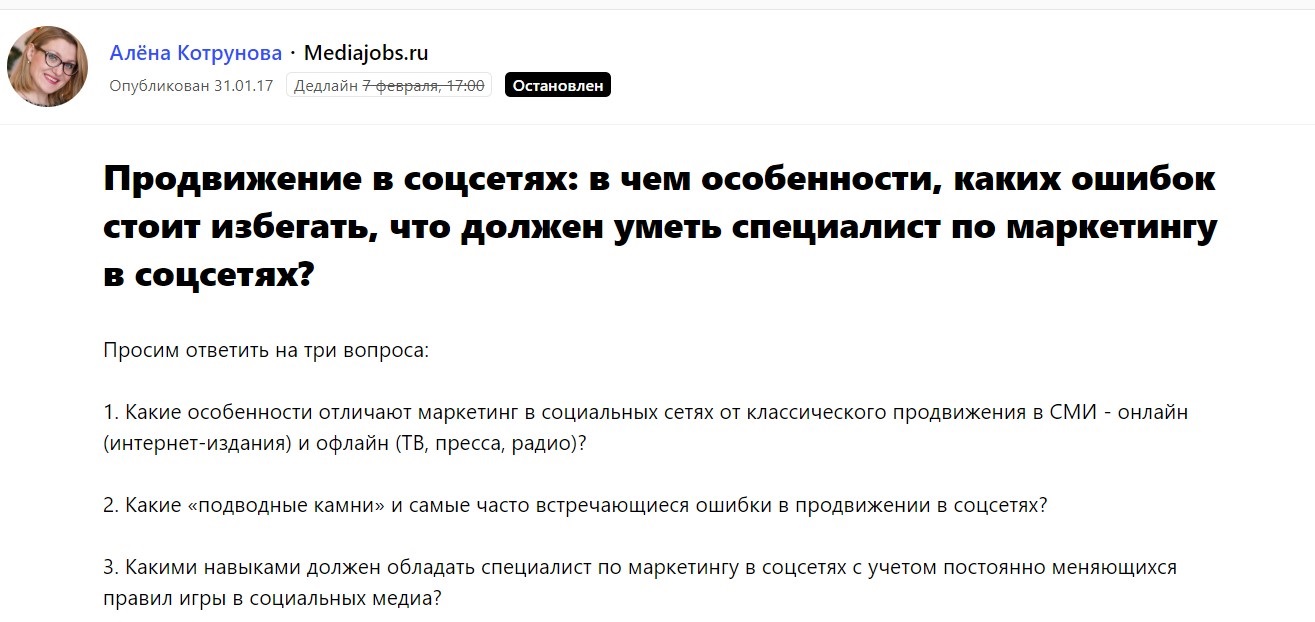 Алёна Котрунова · Mediajobs.ru
Опубликован 31.01.17 Дедлайн 7 февраля, 17:00 Остановлен
Продвижение в соцсетях: в чем особенности, каких ошибок
стоит избегать, что должен уметь специалист по маркетингу
в соцсетях?
Просим ответить на три вопроса:
1. Какие особенности отличают маркетинг в социальных сетях от классического продвижения в СМИ - онлайн
(интернет-издания) и офлайн (ТВ, пресса, радио)?
2. Какие «подводные камни» и самые часто встречающиеся ошибки в продвижении в соцсетях?
3. Какими навыками должен обладать специалист по маркетингу в соцсетях с учетом постоянно меняющихся
правил игры в социальных медиа?